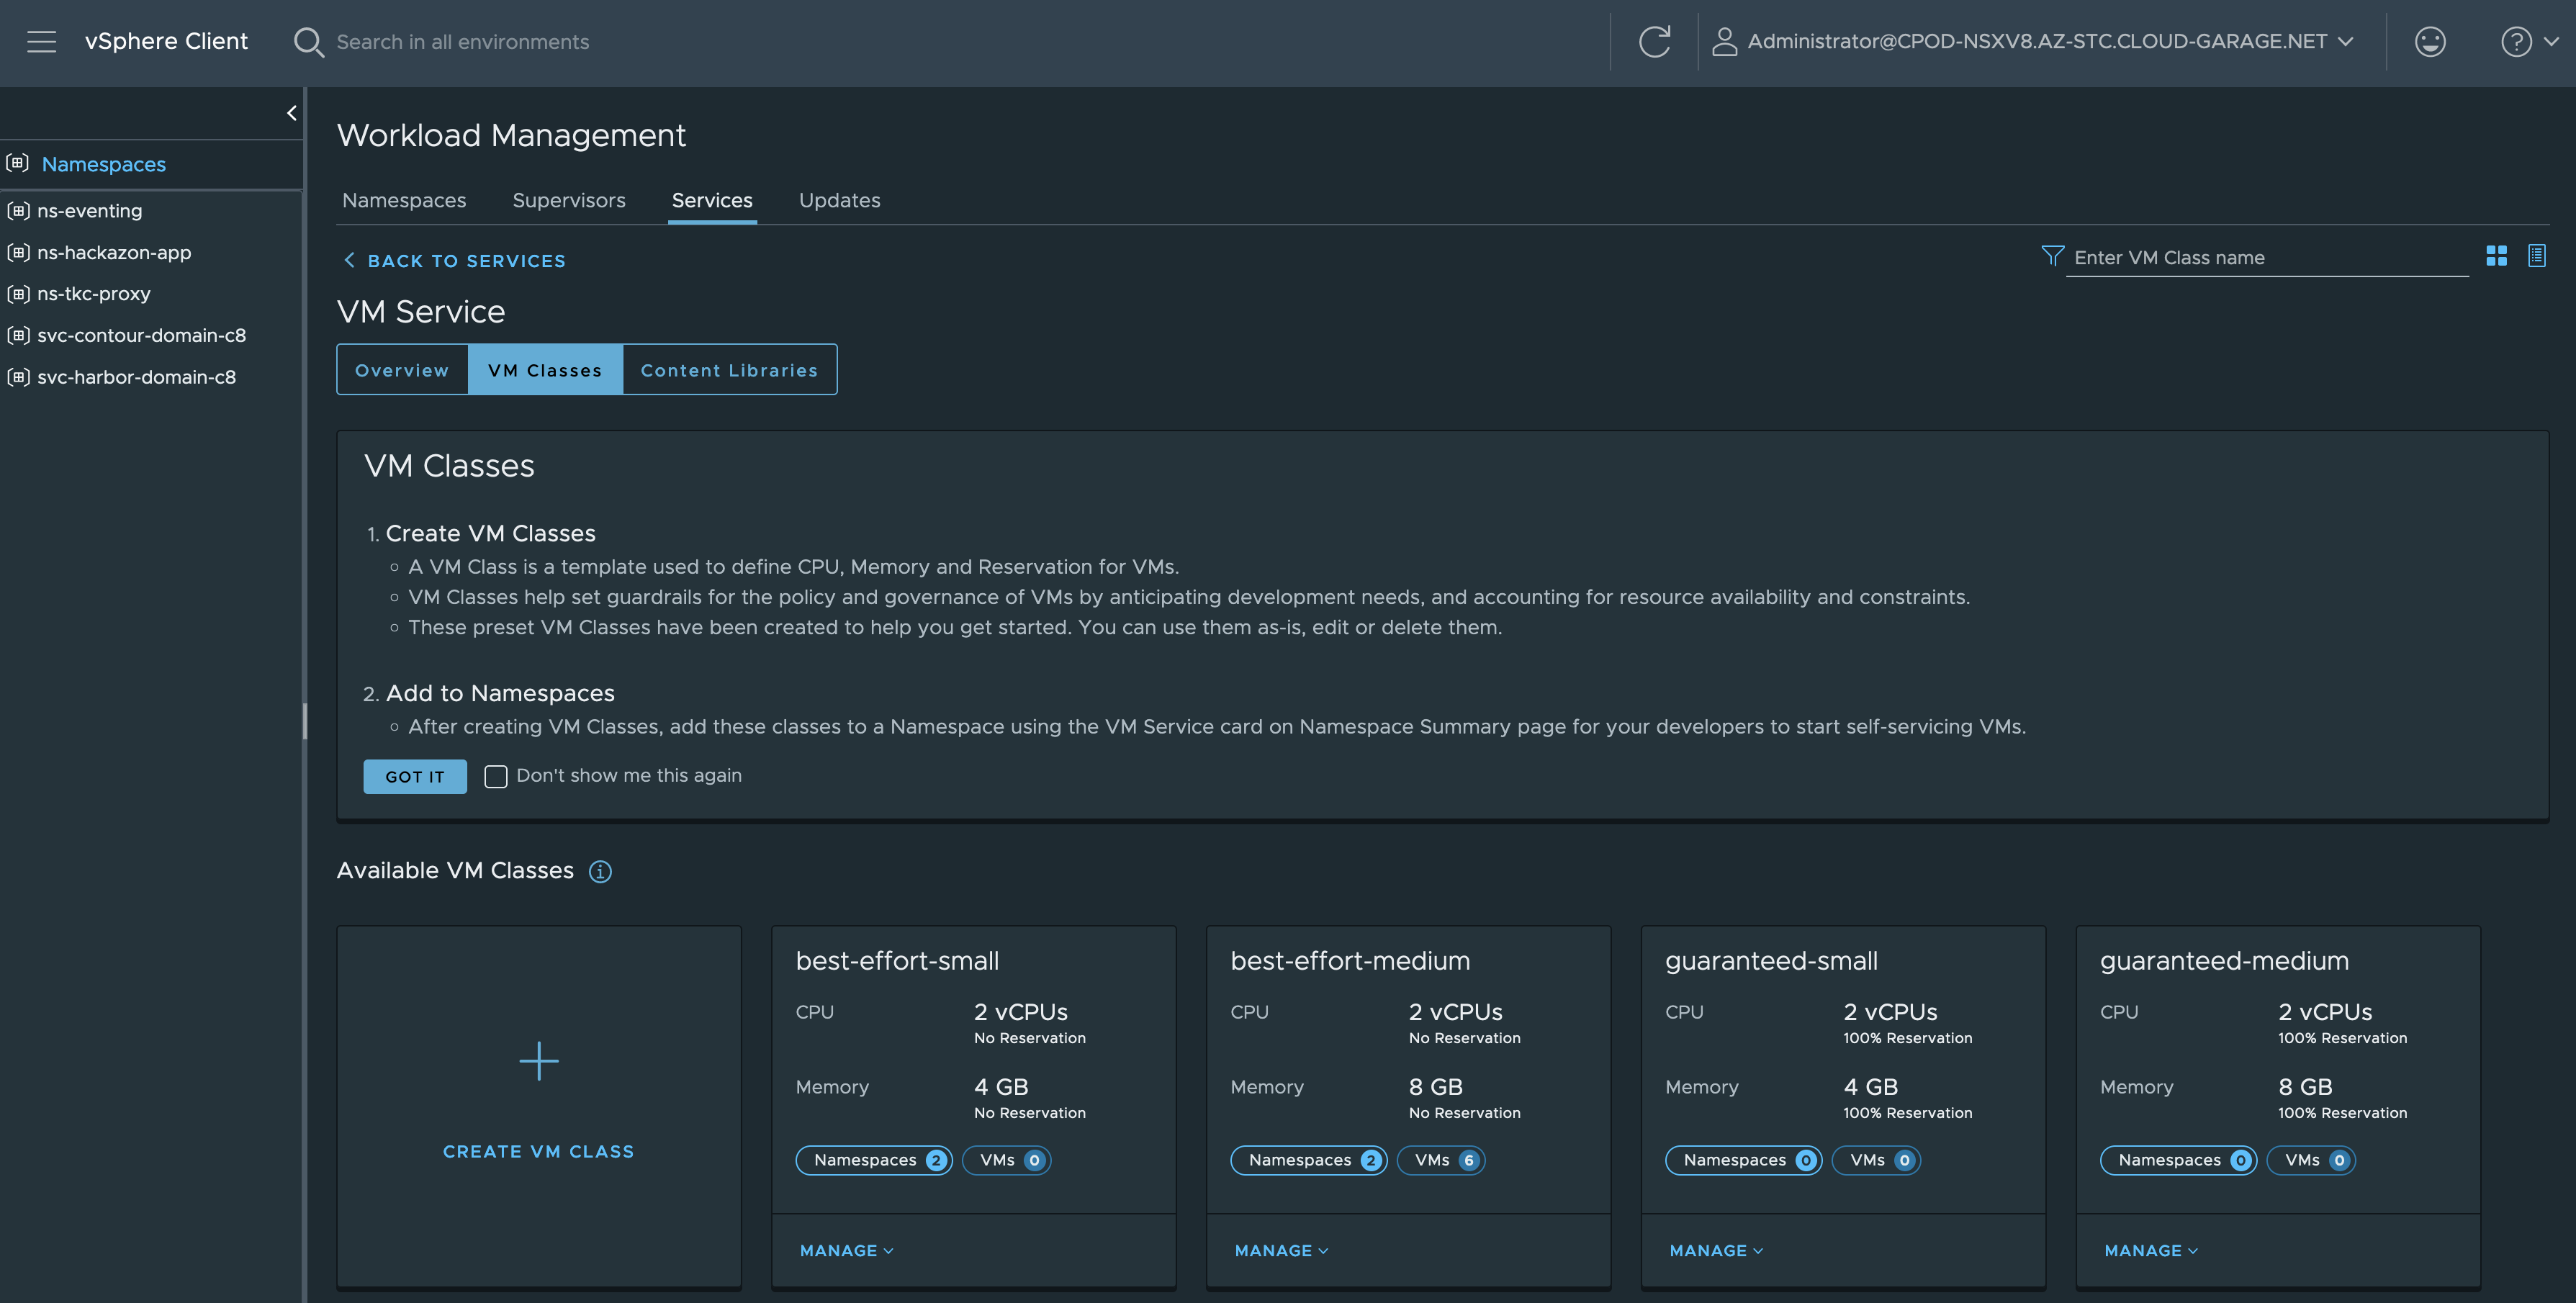 vSphere Client
Search in all environments
Administrator@CPOD-NSXV8.AZ-STC.CLOUD-GARAGE.NET
Namespaces
ns-eventing
ns-hackazon-app
ns-tkc-proxy
svc-contour-domain-c8
svc-harbor-domain-c8
Workload Management
Namespaces Supervisors Services Updates
BACK TO SERVICES
Enter VM Class name
VM Service
Overview VM Classes Content Libraries
VM Classes
1. Create VM Classes
A VM Class is a template used to define CPU, Memory and Reservation for VMs.
VM Classes help set guardrails for the policy and governance of VMs by anticipating development needs, and accounting for resource availability and constraints.
These preset VM Classes have been created to help you get started. You can use them as-is, edit or delete them.
2. Add to Namespaces
After creating VM Classes, add these classes to a Namespace using the VM Service card on Namespace Summary page for your developers to start self-servicing VMs.
GOT IT Don't show me this again
Available VM Classes
CREATE VM CLASS
best-effort-small
CPU 2 vCPUs
No Reservation
Memory 4 GB
No Reservation
Namespaces 2 VMs 0
MANAGE
best-effort-medium
CPU 2 vCPUs
No Reservation
Memory 8 GB
No Reservation
Namespaces 2 VMs 6
MANAGE
guaranteed-small
CPU 2 vCPUs
100% Reservation
Memory 4 GB
100% Reservation
Namespaces 0 VMs 0
MANAGE
guaranteed-medium
CPU 2 vCPUs
100% Reservation
Memory 8 GB
100% Reservation
Namespaces 0 VMs 0
MANAGE